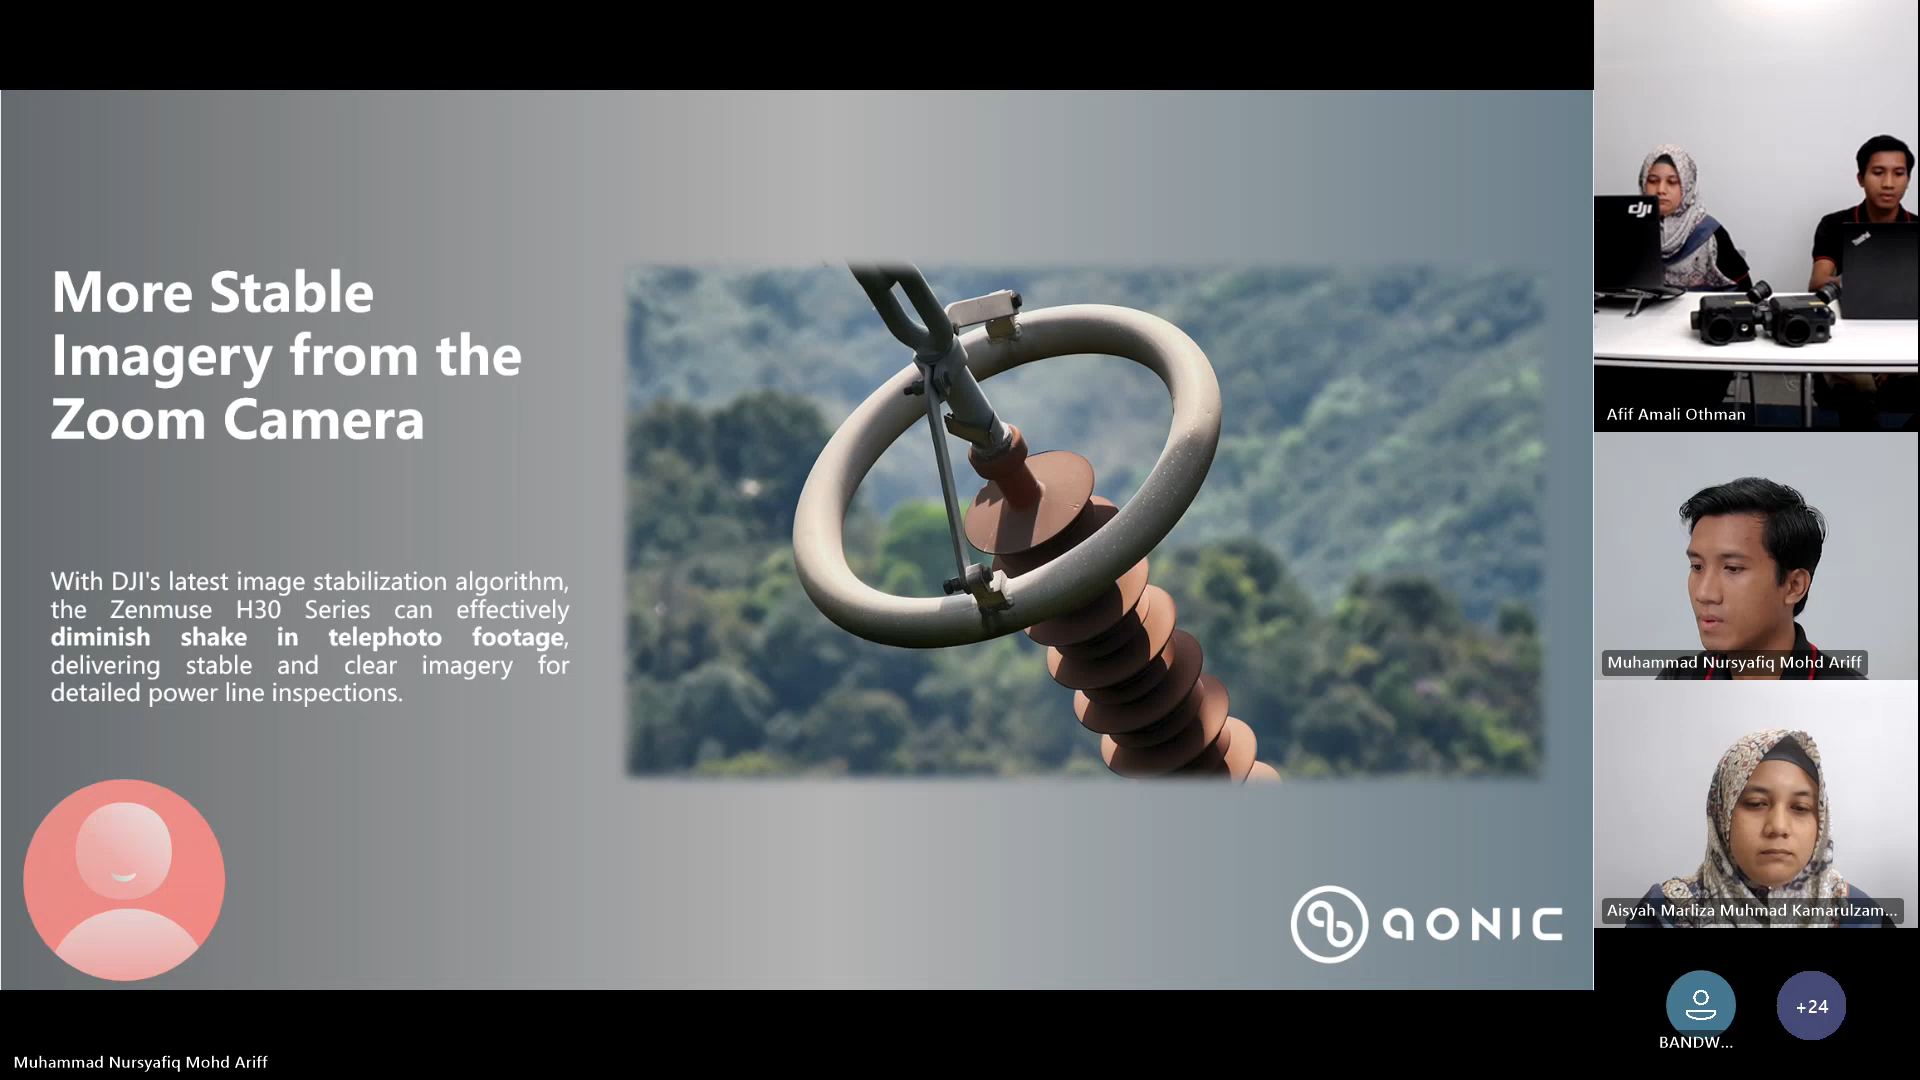 More Stable
Imagery from the
Zoom Camera
With DJI's latest image stabilization algorithm,
the Zenmuse H30 Series can effectively
diminish shake in telephoto footage,
delivering stable and clear imagery for
detailed power line inspections.
AONIC
dji
ThinkPad
Afif Amali Othman
Muhammad Nursyafiq Mohd Ariff
Aisyah Marliza Muhmad Kamarulzam...
BANDW...
+24
Muhammad Nursyafiq Mohd Ariff